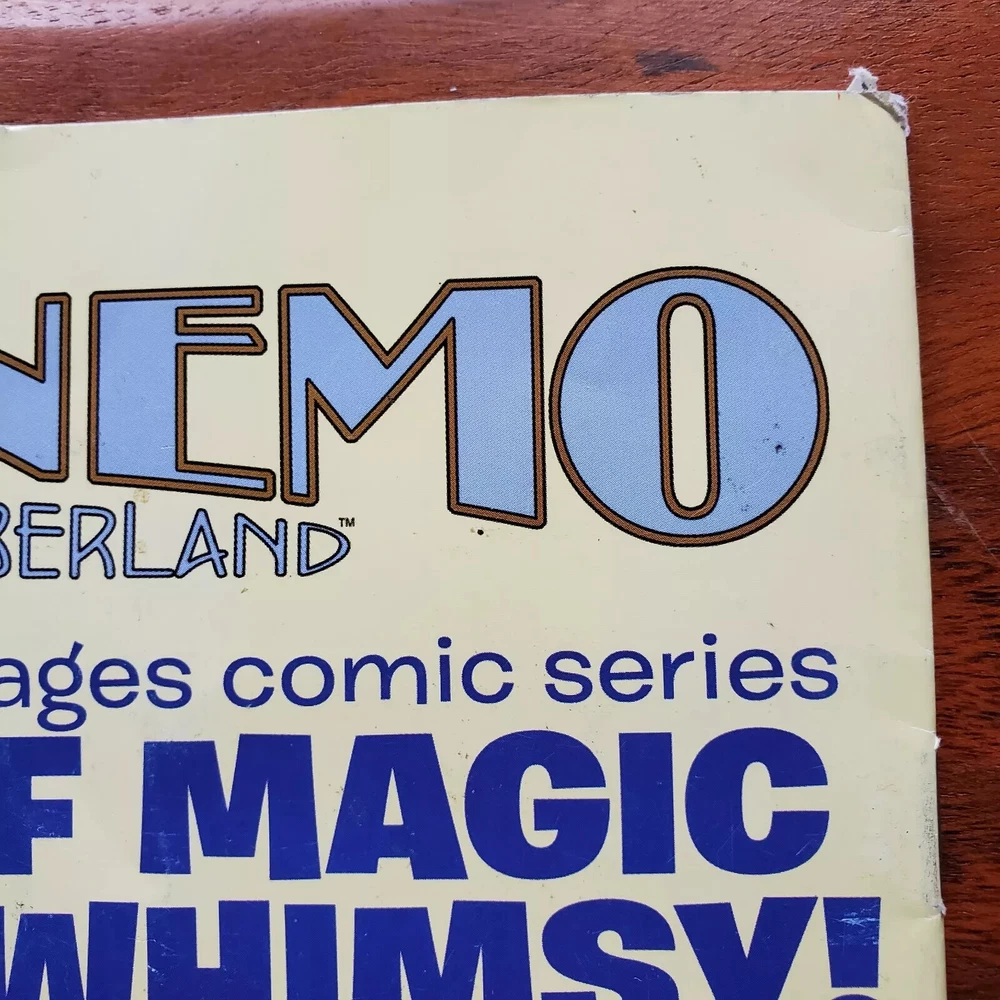 NEMO
BERLAND™
ages comic series
F MAGIC
WHIMSY!